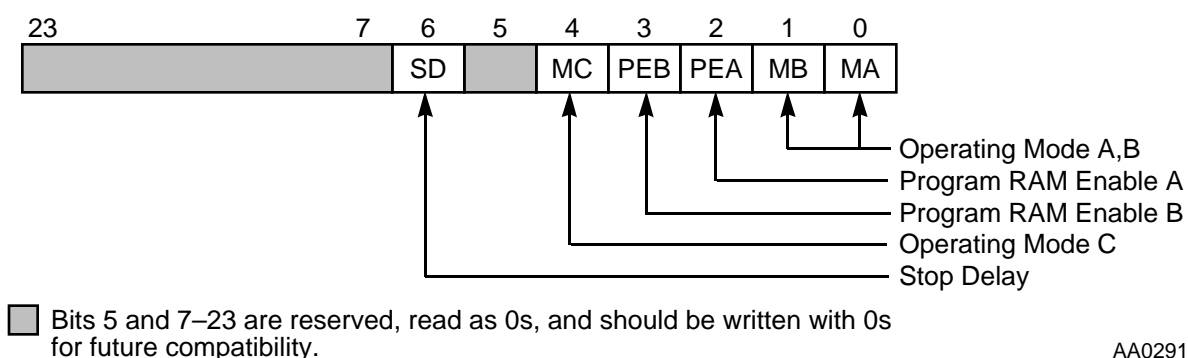 23 7 6 5 4 3 2 1 0
SD MC PEB PEA MB MA
Operating Mode A,B
Program RAM Enable A
Program RAM Enable B
Operating Mode C
Stop Delay
Bits 5 and 7–23 are reserved, read as 0s, and should be written with 0s
for future compatibility.
AA0291